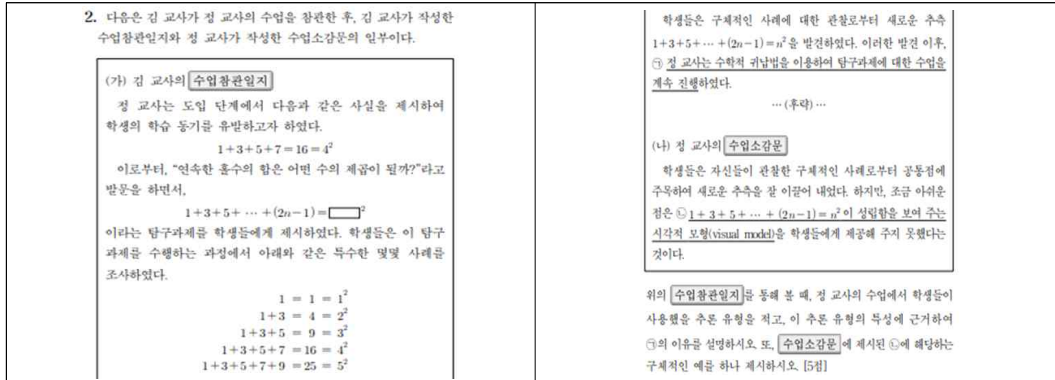 2. 다음은 김 교사가 정 교사의 수업을 참관한 후, 김 교사가 작성한
수업참관일지와 정 교사가 작성한 수업소감문의 일부이다.
(가) 김 교사의 수업참관일지
정 교사는 도입 단계에서 다음과 같은 사실을 제시하여
학생의 학습 동기를 유발하고자 하였다.
1+3+5+7=16=4²
이로부터, “연속한 홀수의 합은 어떤 수의 제곱이 될까?”라고
발문을 하면서,
1+3+5+ ⋯ +(2n−1)=□²
이라는 탐구과제를 학생들에게 제시하였다. 학생들은 이 탐구
과제를 수행하는 과정에서 아래와 같은 특수한 몇몇 사례를
조사하였다.
1 = 1 = 1²
1+3 = 4 = 2²
1+3+5 = 9 = 3²
1+3+5+7 = 16 = 4²
1+3+5+7+9 = 25 = 5²
학생들은 구체적인 사례에 대한 관찰로부터 새로운 추측
1+3+5+ ⋯ +(2n−1)=n²을 발견하였다. 이러한 발견 이후,
㉠ 정 교사는 수학적 귀납법을 이용하여 탐구과제에 대한 수업을
계속 진행하였다.
⋯ (후략) ⋯
(나) 정 교사의 수업소감문
학생들은 자신들이 관찰한 구체적인 사례로부터 공통점에
주목하여 새로운 추측을 잘 이끌어 내었다. 하지만, 조금 아쉬운
점은 ㉡ 1 + 3 + 5 + ⋯ + (2n−1) = n² 이 성립함을 보여 주는
시각적 모형(visual model)을 학생들에게 제공해 주지 못했다는
것이다.
위의 수업참관일지를 통해 볼 때, 정 교사의 수업에서 학생들이
사용했을 추론 유형을 적고, 이 추론 유형의 특성에 근거하여
㉠의 이유를 설명하시오. 또, 수업소감문에 제시된 ㉡에 해당하는
구체적인 예를 하나 제시하시오. [5점]